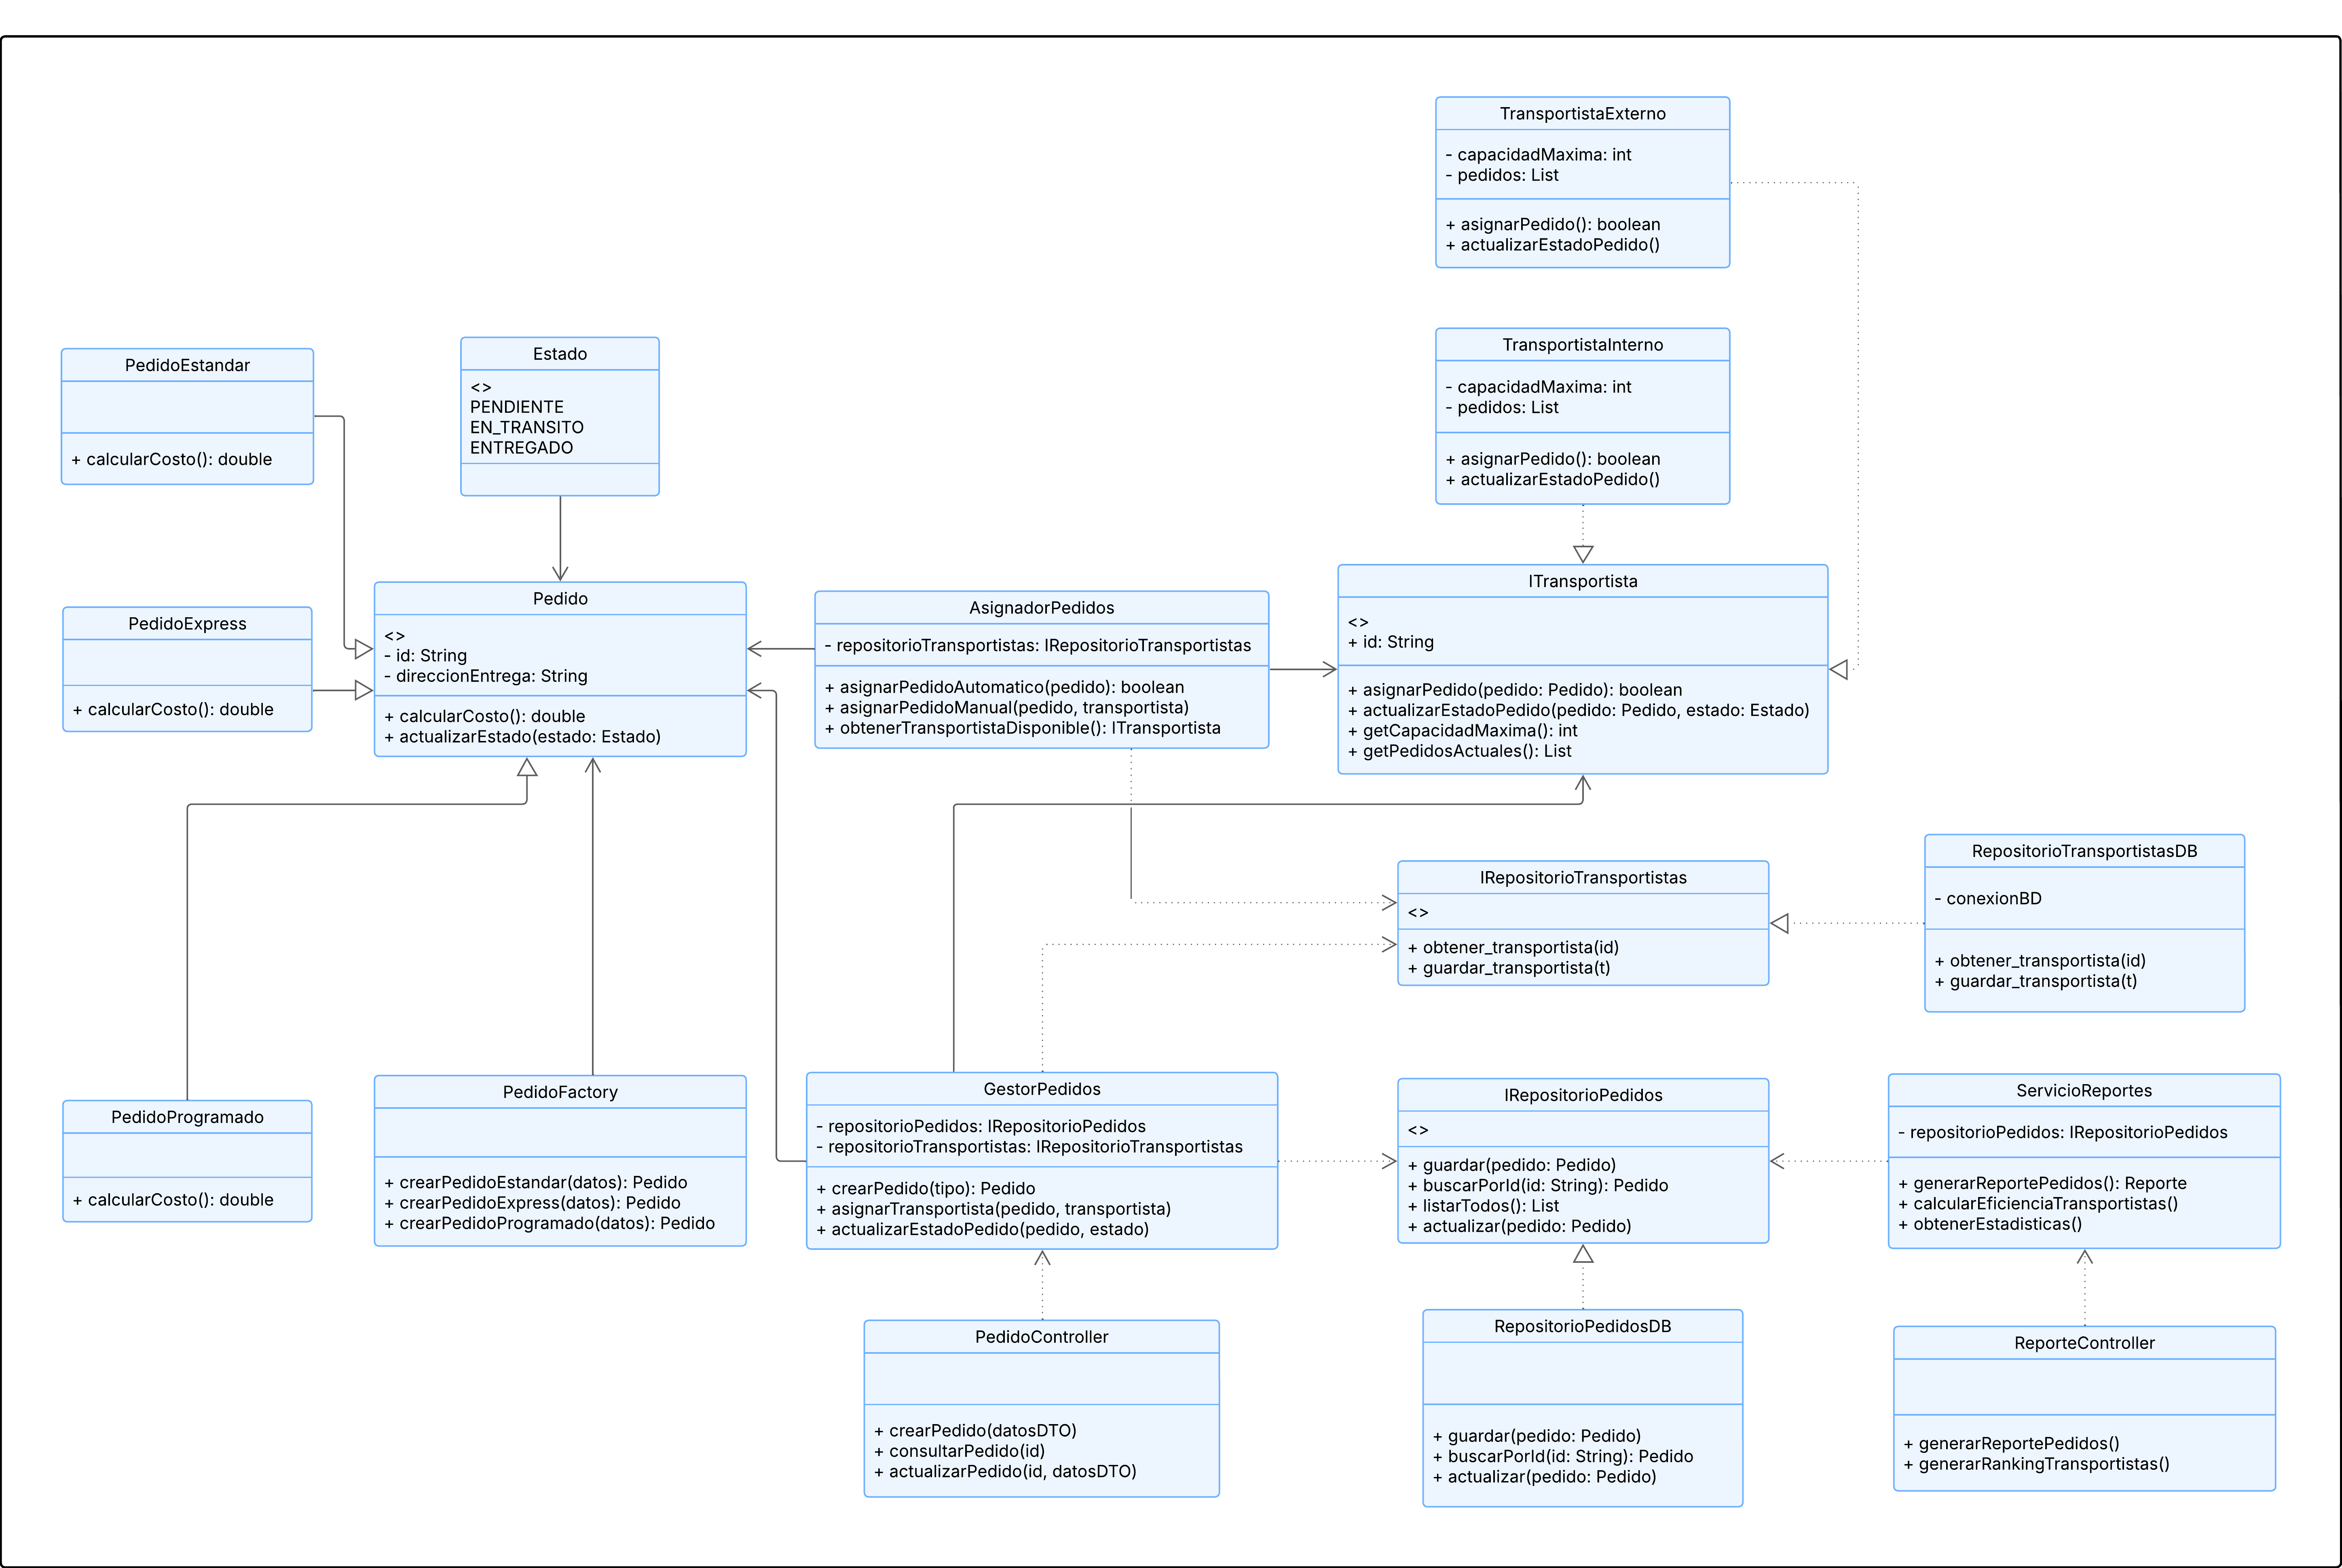 TransportistaExterno
- capacidadMaxima: int
- pedidos: List
+ asignarPedido(): boolean
+ actualizarEstadoPedido()
TransportistaInterno
- capacidadMaxima: int
- pedidos: List
+ asignarPedido(): boolean
+ actualizarEstadoPedido()
PedidoEstandar
+ calcularCosto(): double
Estado
<>
PENDIENTE
EN_TRANSITO
ENTREGADO
PedidoExpress
+ calcularCosto(): double
Pedido
<>
- id: String
- direccionEntrega: String
+ calcularCosto(): double
+ actualizarEstado(estado: Estado)
AsignadorPedidos
- repositorioTransportistas: IRepositorioTransportistas
+ asignarPedidoAutomatico(pedido): boolean
+ asignarPedidoManual(pedido, transportista)
+ obtenerTransportistaDisponible(): ITransportista
ITransportista
<>
+ id: String
+ asignarPedido(pedido: Pedido): boolean
+ actualizarEstadoPedido(pedido: Pedido, estado: Estado)
+ getCapacidadMaxima(): int
+ getPedidosActuales(): List
IRepositorioTransportistas
<>
+ obtener_transportista(id)
+ guardar_transportista(t)
RepositorioTransportistasDB
- conexionBD
+ obtener_transportista(id)
+ guardar_transportista(t)
PedidoProgramado
+ calcularCosto(): double
PedidoFactory
+ crearPedidoEstandar(datos): Pedido
+ crearPedidoExpress(datos): Pedido
+ crearPedidoProgramado(datos): Pedido
GestorPedidos
- repositorioPedidos: IRepositorioPedidos
- repositorioTransportistas: IRepositorioTransportistas
+ crearPedido(tipo): Pedido
+ asignarTransportista(pedido, transportista)
+ actualizarEstadoPedido(pedido, estado)
IRepositorioPedidos
<>
+ guardar(pedido: Pedido)
+ buscarPorId(id: String): Pedido
+ listarTodos(): List
+ actualizar(pedido: Pedido)
ServicioReportes
- repositorioPedidos: IRepositorioPedidos
+ generarReportePedidos(): Reporte
+ calcularEficienciaTransportistas()
+ obtenerEstadisticas()
PedidoController
+ crearPedido(datosDTO)
+ consultarPedido(id)
+ actualizarPedido(id, datosDTO)
RepositorioPedidosDB
+ guardar(pedido: Pedido)
+ buscarPorId(id: String): Pedido
+ actualizar(pedido: Pedido)
ReporteController
+ generarReportePedidos()
+ generarRankingTransportistas()